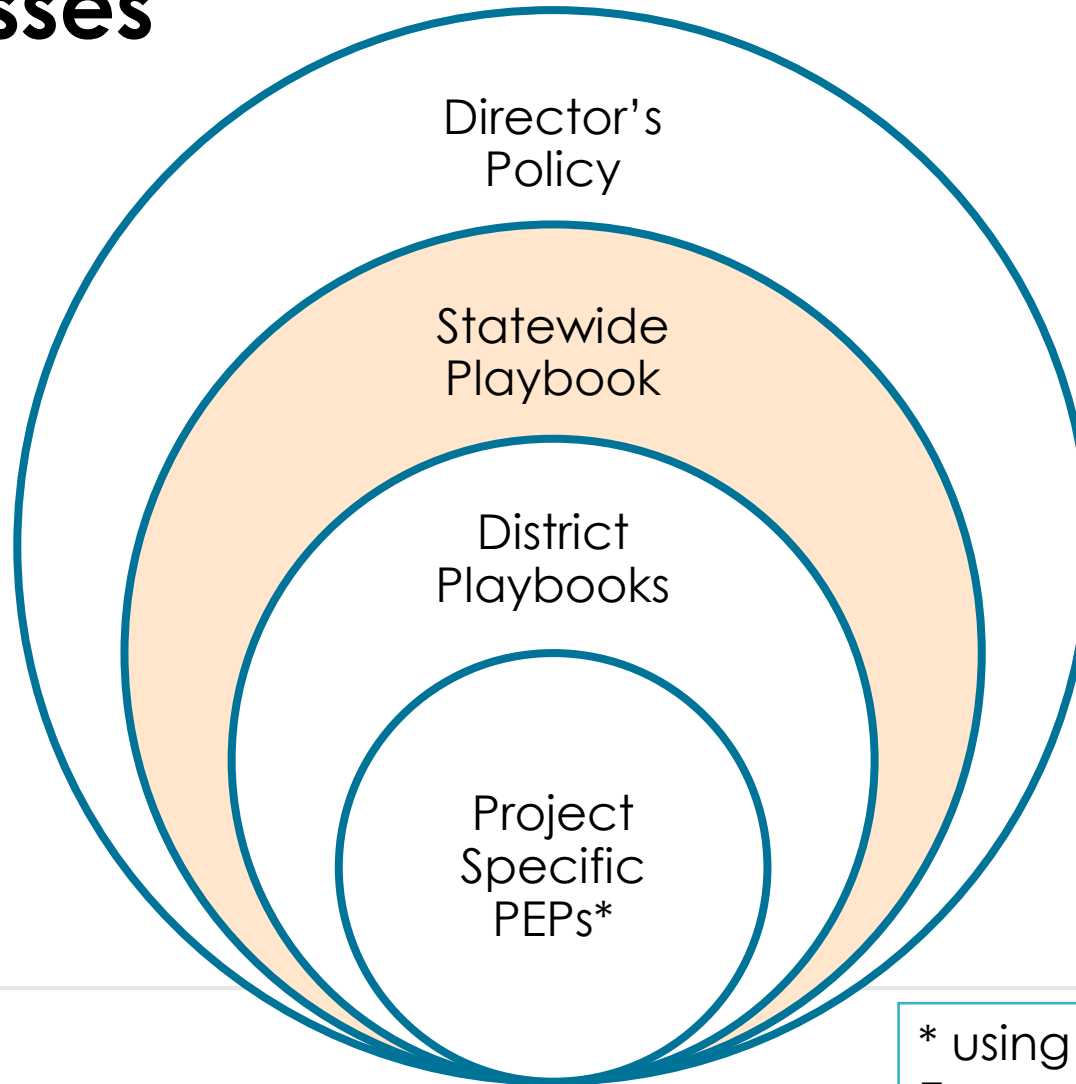 sses
Director’s
Policy
Statewide
Playbook
District
Playbooks
Project
Specific
PEPs*
* using